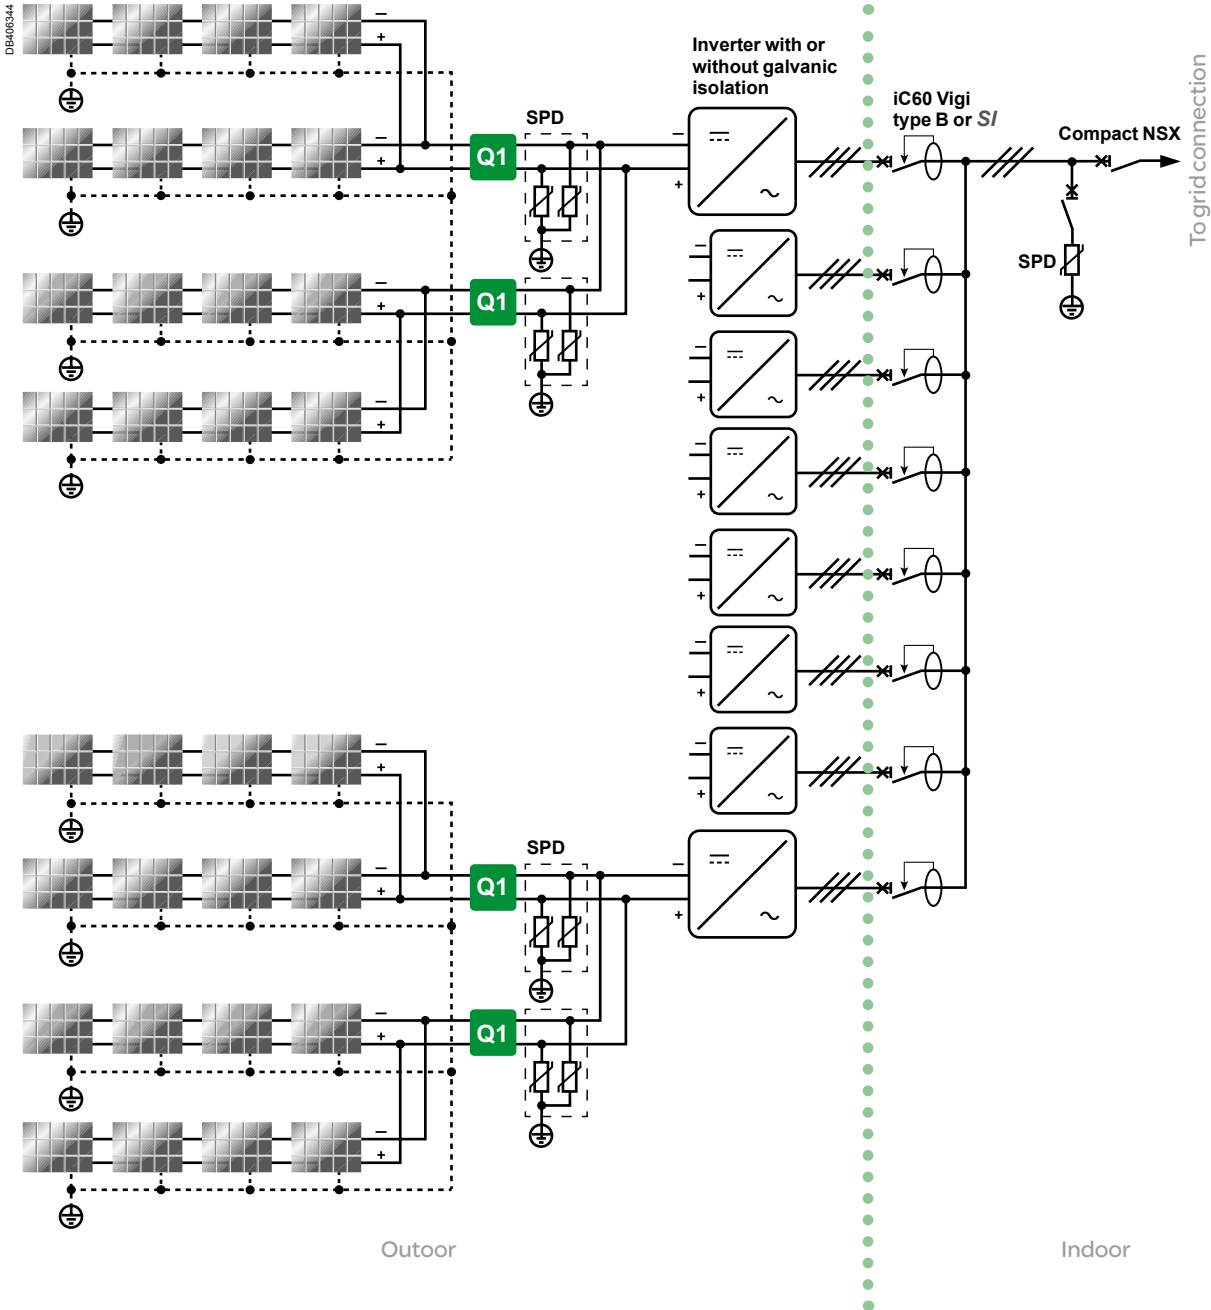 DB406344
− 
+
Inverter with or
without galvanic
isolation
iC60 Vigi
type B or SI
Compact NSX
To grid connection
SPD
−
+
Q1
−
+
−
+
SPD
−
+
Q1
−
+
−
+
−
+
−
+
−
+
−
+
−
+
−
+
SPD
−
+
Q1
−
+
−
+
Q1
−
+
Outoor
Indoor